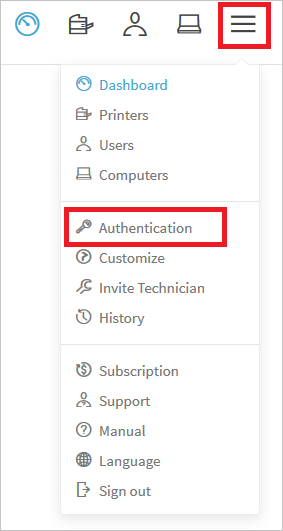 Dashboard
Printers
Users
Computers
Authentication
Customize
Invite Technician
History
Subscription
Support
Manual
Language
Sign out